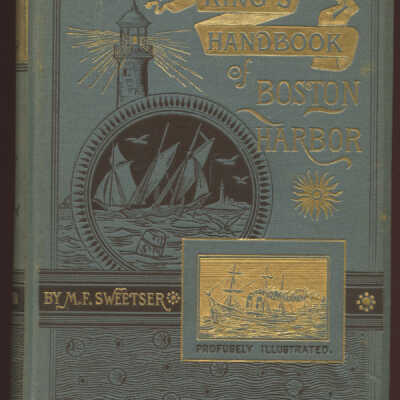 KING'S
HANDBOOK
of
BOSTON
HARBOR
BY M. F. SWEETSER
PROFUSELY ILLUSTRATED.